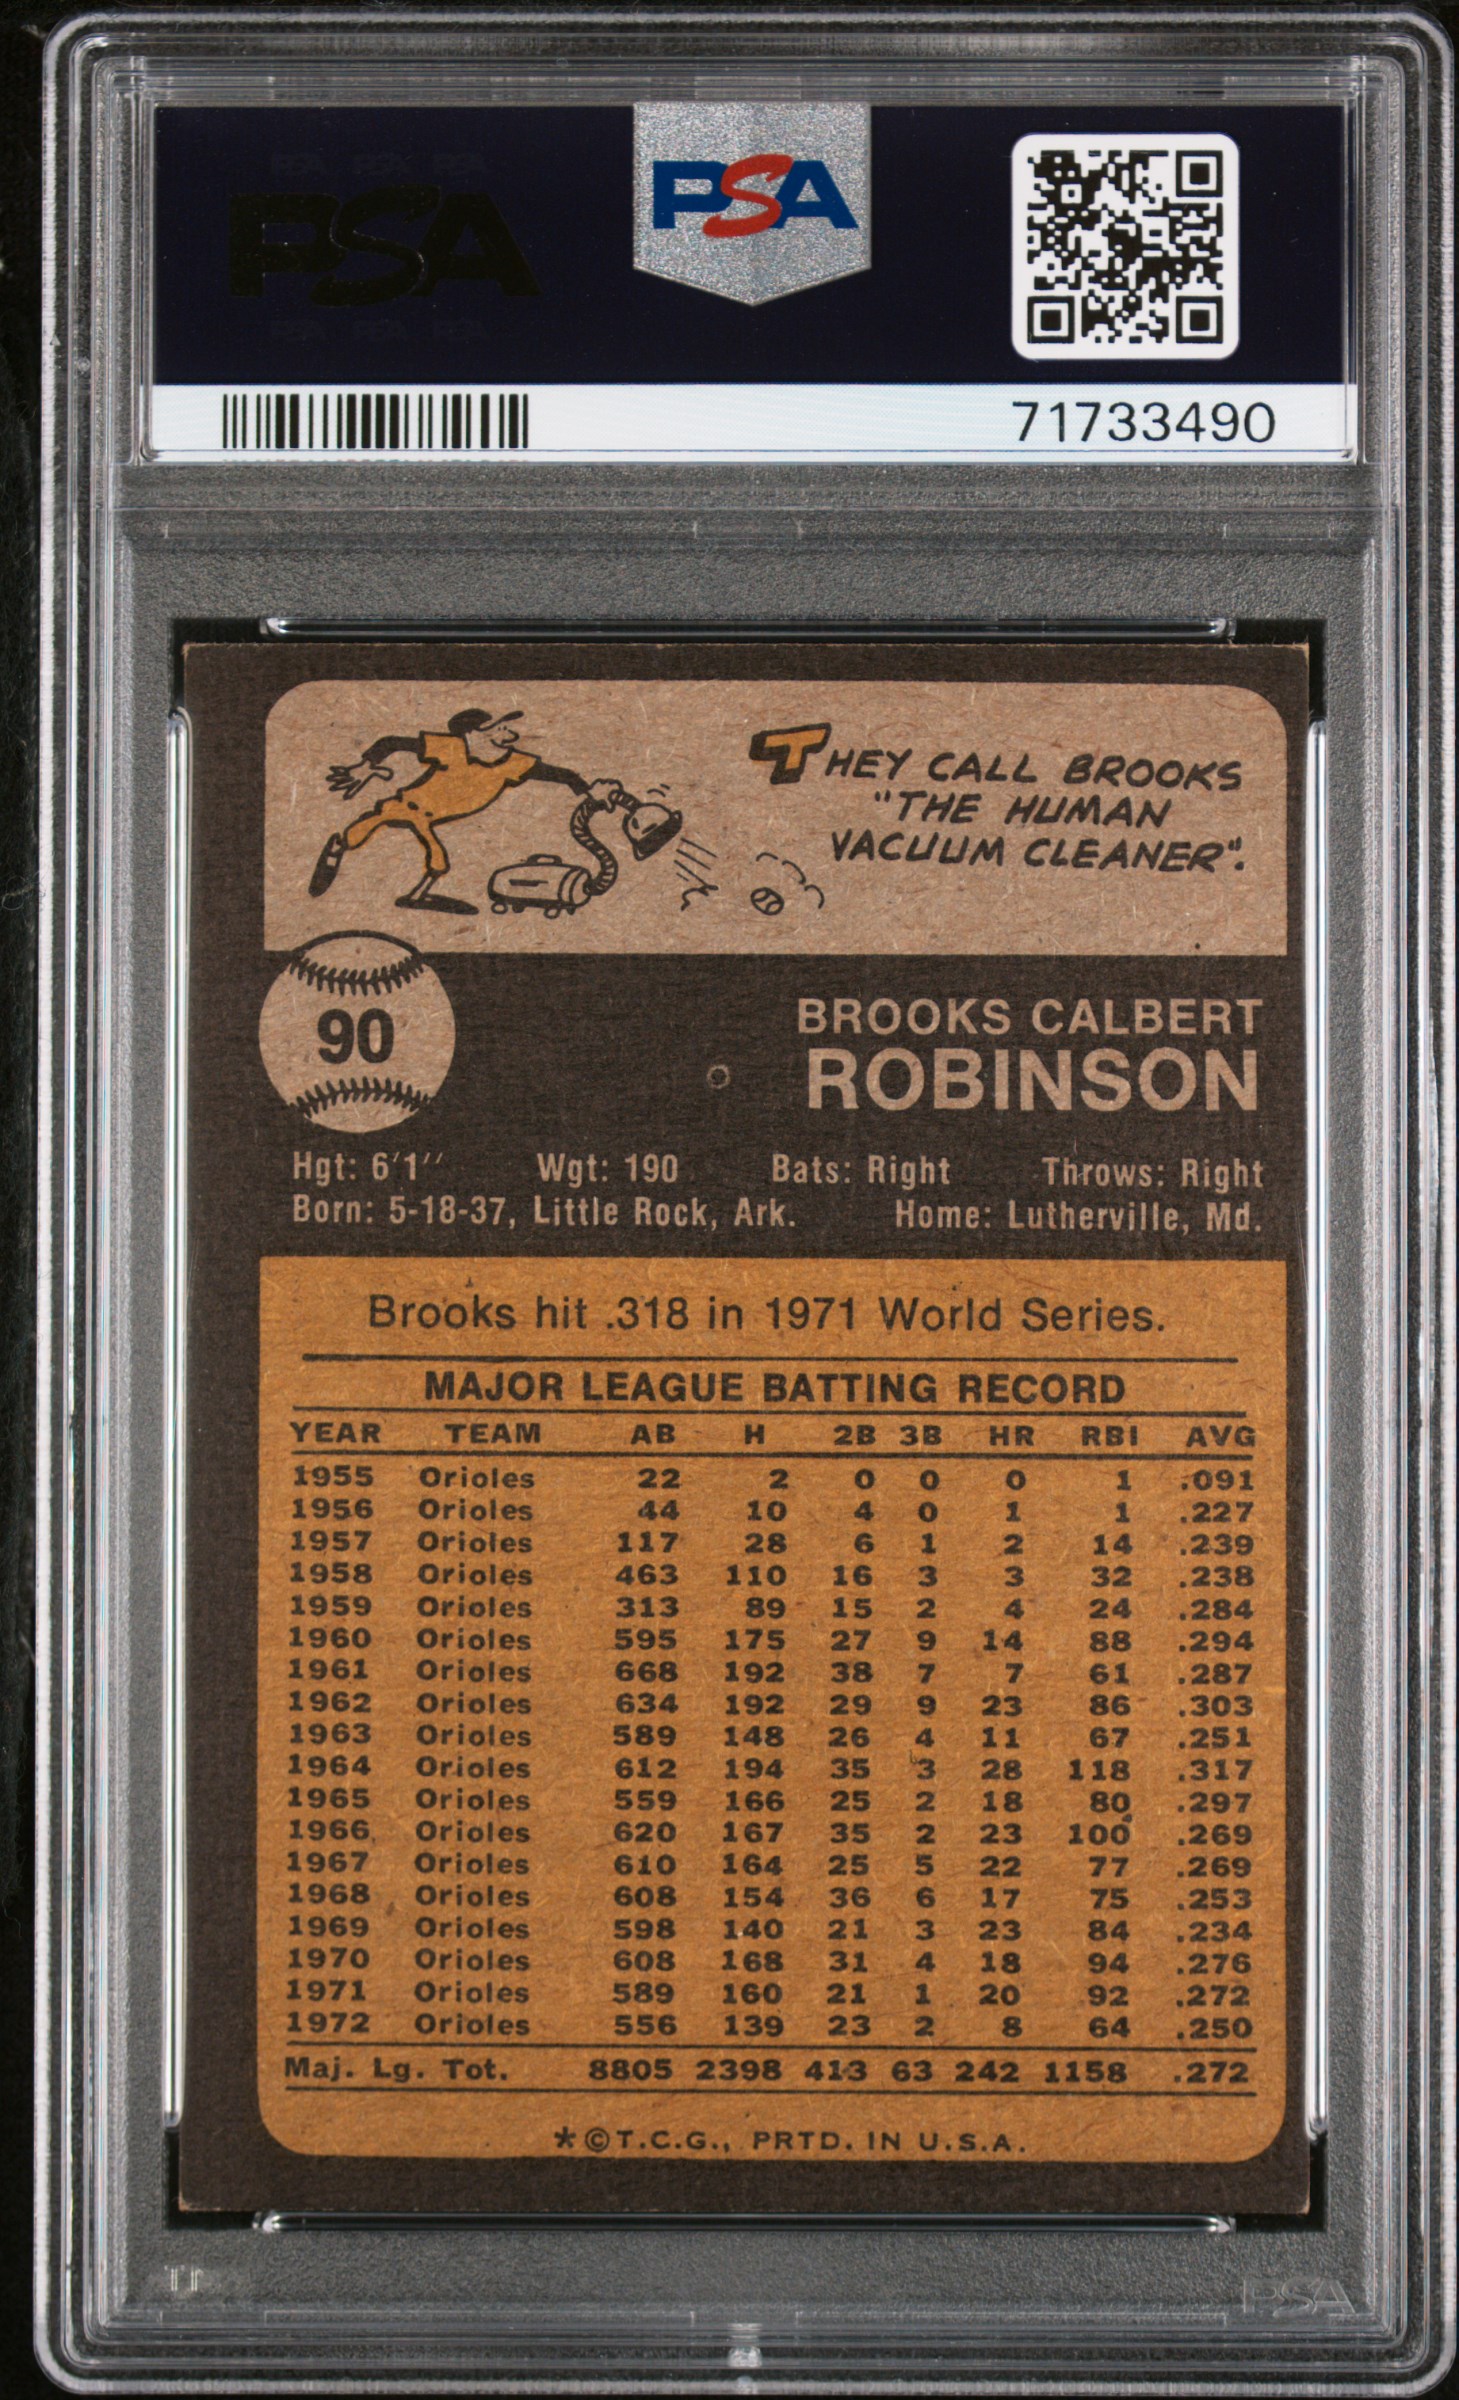 PSA
PSA
71733490
THEY CALL BROOKS
"THE HUMAN
VACUUM CLEANER".
90
BROOKS CALBERT
ROBINSON
Hgt: 6'1" Wgt: 190 Bats: Right Throws: Right
Born: 5-18-37, Little Rock, Ark. Home: Lutherville, Md.
Brooks hit .318 in 1971 World Series.
MAJOR LEAGUE BATTING RECORD
YEAR TEAM AB H 2B 3B HR RBI AVG
1955 Orioles 22 2 0 0 0 1 .091
1956 Orioles 44 10 4 0 1 1 .227
1957 Orioles 117 28 6 1 2 14 .239
1958 Orioles 463 110 16 3 3 32 .238
1959 Orioles 313 89 15 2 4 24 .284
1960 Orioles 595 175 27 9 14 88 .294
1961 Orioles 668 192 38 7 7 61 .287
1962 Orioles 634 192 29 9 23 86 .303
1963 Orioles 589 148 26 4 11 67 .251
1964 Orioles 612 194 35 3 28 118 .317
1965 Orioles 559 166 25 2 18 80 .297
1966 Orioles 620 167 35 2 23 100 .269
1967 Orioles 610 164 25 5 22 77 .269
1968 Orioles 608 154 36 6 17 75 .253
1969 Orioles 598 140 21 3 23 84 .234
1970 Orioles 608 168 31 4 18 94 .276
1971 Orioles 589 160 21 1 20 92 .272
1972 Orioles 556 139 23 2 8 64 .250
Maj. Lg. Tot. 8805 2398 413 63 242 1158 .272
*©T.C.G., PRTD. IN U.S.A.
PSA